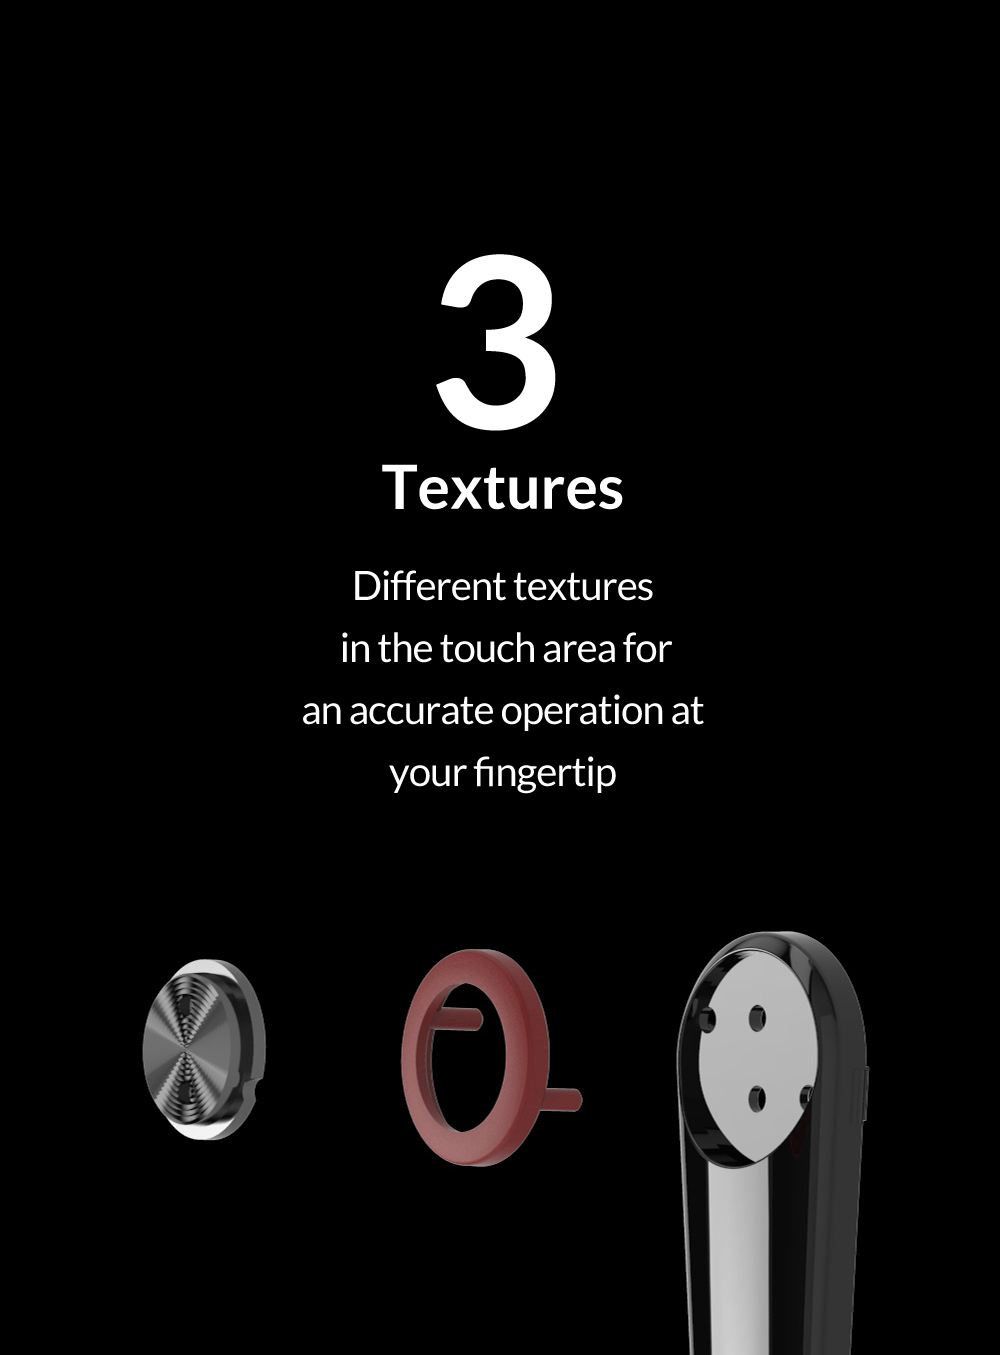 3
Textures
Different textures
in the touch area for
an accurate operation at
your fingertip